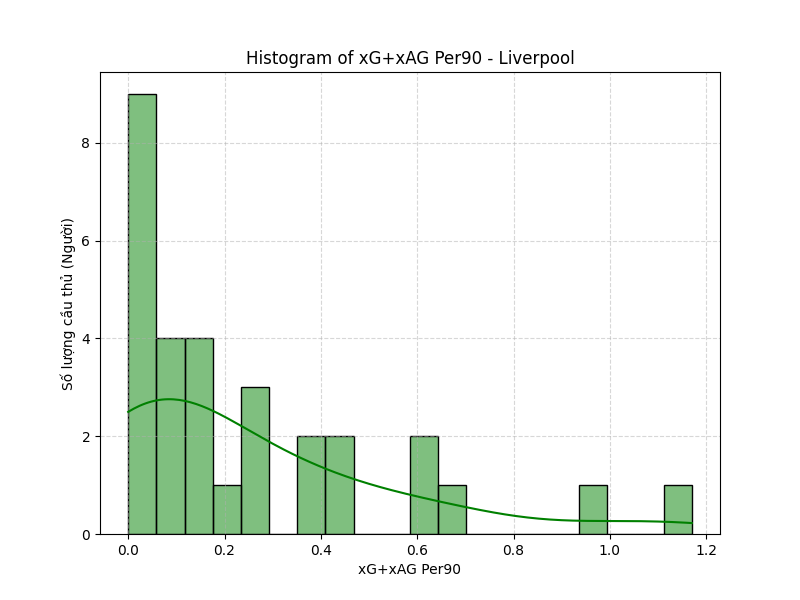 Histogram of xG+xAG Per90 - Liverpool
Số lượng cầu thủ (Người)
8
6
4
2
0
0.0 0.2 0.4 0.6 0.8 1.0 1.2
xG+xAG Per90